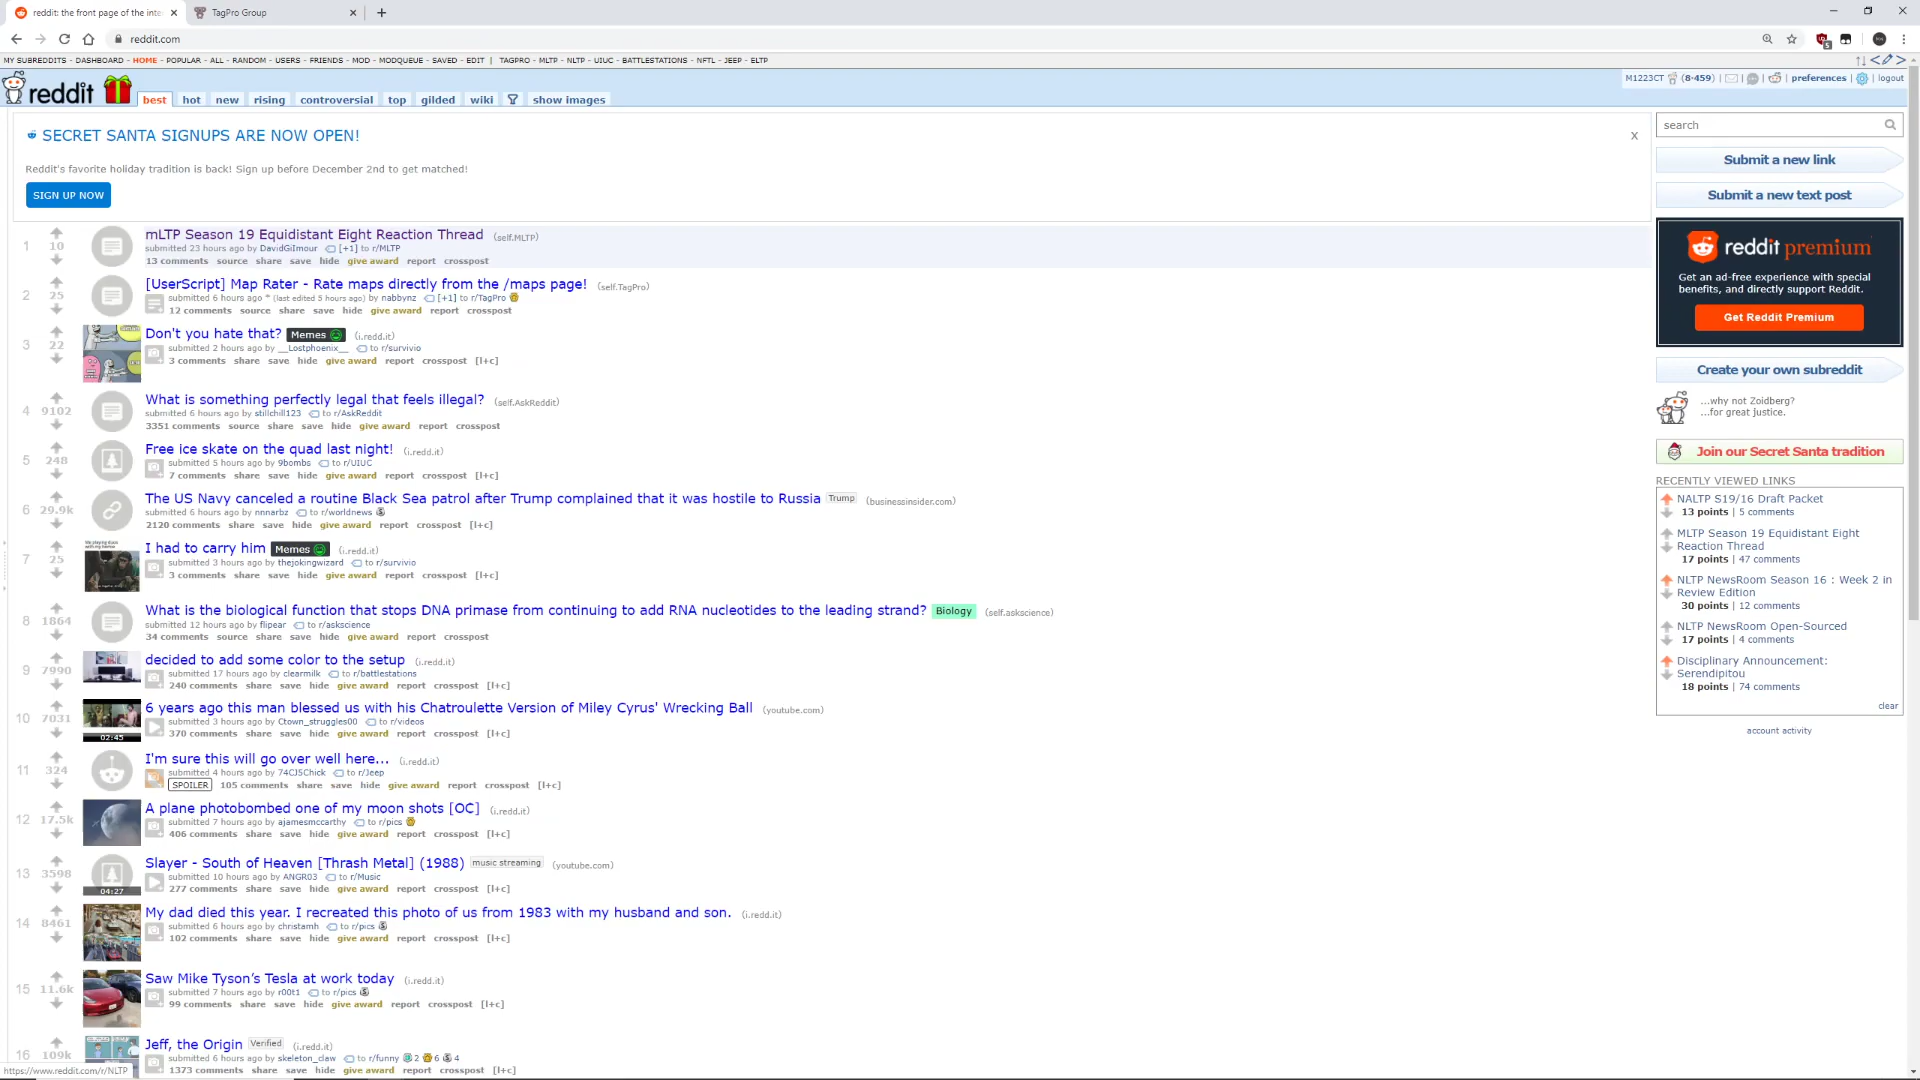 reddit: the front page of the inte
TagPro Group
reddit.com
MY SUBREDDITS - DASHBOARD - HOME - POPULAR - ALL - RANDOM - USERS - FRIENDS - MOD - MODQUEUE - SAVED - EDIT | TAGPRO - MLTP - NLTP - UIUC - BATTLESTATIONS - NFTL - JEEP - ELTP
reddit best hot new rising controversial top gilded wiki show images
M1223CT (8·459) | preferences | logout
SECRET SANTA SIGNUPS ARE NOW OPEN!
X
Reddit's favorite holiday tradition is back! Sign up before December 2nd to get matched!
SIGN UP NOW
1
10
mLTP Season 19 Equidistant Eight Reaction Thread (self.MLTP)
submitted 23 hours ago by DavidGilmour [+1] to r/MLTP
13 comments source share save hide give award report crosspost
2
25
[UserScript] Map Rater - Rate maps directly from the /maps page! (self.TagPro)
submitted 6 hours ago * (last edited 5 hours ago) by nabbynz [+1] to r/TagPro
12 comments source share save hide give award report crosspost
3
22
Don't you hate that? Memes (i.redd.it)
submitted 2 hours ago by __Lostphoenix__ to r/survivio
3 comments share save hide give award report crosspost [l+c]
4
9102
What is something perfectly legal that feels illegal? (self.AskReddit)
submitted 6 hours ago by stillchill123 to r/AskReddit
3351 comments source share save hide give award report crosspost
5
248
Free ice skate on the quad last night! (i.redd.it)
submitted 5 hours ago by 9bombs to r/UIUC
7 comments share save hide give award report crosspost [l+c]
6
29.9k
The US Navy canceled a routine Black Sea patrol after Trump complained that it was hostile to Russia Trump (businessinsider.com)
submitted 6 hours ago by nnnarbz to r/worldnews
2120 comments share save hide give award report crosspost [l+c]
7
25
I had to carry him Memes (i.redd.it)
submitted 3 hours ago by thejokingwizard to r/survivio
3 comments share save hide give award report crosspost [l+c]
8
1864
What is the biological function that stops DNA primase from continuing to add RNA nucleotides to the leading strand? Biology (self.askscience)
submitted 12 hours ago by flipear to r/askscience
34 comments source share save hide give award report crosspost
9
7990
decided to add some color to the setup (i.redd.it)
submitted 17 hours ago by clearmilk to r/battlestations
240 comments share save hide give award report crosspost [l+c]
10
7031
02:45
6 years ago this man blessed us with his Chatroulette Version of Miley Cyrus' Wrecking Ball (youtube.com)
submitted 3 hours ago by Ctown_struggles00 to r/videos
370 comments share save hide give award report crosspost [l+c]
11
324
I'm sure this will go over well here... (i.redd.it)
submitted 4 hours ago by 74CJ5Chick to r/Jeep
SPOILER 105 comments share save hide give award report crosspost [l+c]
12
17.5k
A plane photobombed one of my moon shots [OC] (i.redd.it)
submitted 7 hours ago by ajamesmccarthy to r/pics
406 comments share save hide give award report crosspost [l+c]
13
3598
04:27
Slayer - South of Heaven [Thrash Metal] (1988) music streaming (youtube.com)
submitted 10 hours ago by ANGR03 to r/Music
277 comments share save hide give award report crosspost [l+c]
14
8461
My dad died this year. I recreated this photo of us from 1983 with my husband and son. (i.redd.it)
submitted 6 hours ago by christamh to r/pics
102 comments share save hide give award report crosspost [l+c]
15
11.6k
Saw Mike Tyson's Tesla at work today (i.redd.it)
submitted 7 hours ago by r00t1 to r/pics
99 comments share save hide give award report crosspost [l+c]
16
109k
Jeff, the Origin Verified (i.redd.it)
submitted 6 hours ago by skeleton_claw to r/funny 2 6 4
1373 comments share save hide give award report crosspost [l+c]
https://www.reddit.com/r/NLTP
search
Submit a new link
Submit a new text post
reddit premium
Get an ad-free experience with special
benefits, and directly support Reddit.
Get Reddit Premium
Create your own subreddit
...why not Zoidberg?
...for great justice.
Join our Secret Santa tradition
RECENTLY VIEWED LINKS
NALTP S19/16 Draft Packet
13 points | 5 comments
MLTP Season 19 Equidistant Eight
Reaction Thread
17 points | 47 comments
NLTP NewsRoom Season 16 : Week 2 in
Review Edition
30 points | 12 comments
NLTP NewsRoom Open-Sourced
17 points | 4 comments
Disciplinary Announcement:
Serendipitou
18 points | 74 comments
clear
account activity